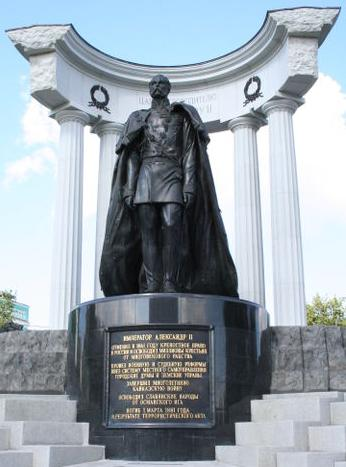 ИМПЕРАТОР АЛЕКСАНДР II
ОТМЕНИЛ В 1861 ГОДУ КРЕПОСТНОЕ ПРАВО
В РОССИИ И ОСВОБОДИЛ МИЛЛИОНЫ КРЕСТЬЯН
ОТ МНОГОВЕКОВОГО РАБСТВА
ПРОВЕЛ ВОЕННУЮ И СУДЕБНУЮ РЕФОРМЫ
ВВЕЛ СИСТЕМУ МЕСТНОГО САМОУПРАВЛЕНИЯ
ГОРОДСКИЕ ДУМЫ И ЗЕМСКИЕ УПРАВЫ
ЗАВЕРШИЛ МНОГОЛЕТНЮЮ
КАВКАЗСКУЮ ВОЙНУ
ОСВОБОДИЛ СЛАВЯНСКИЕ НАРОДЫ
ОТ ОСМАНСКОГО ИГА
ПОГИБ 1 МАРТА 1881 ГОДА
В РЕЗУЛЬТАТЕ ТЕРРОРИСТИЧЕСКОГО АКТА